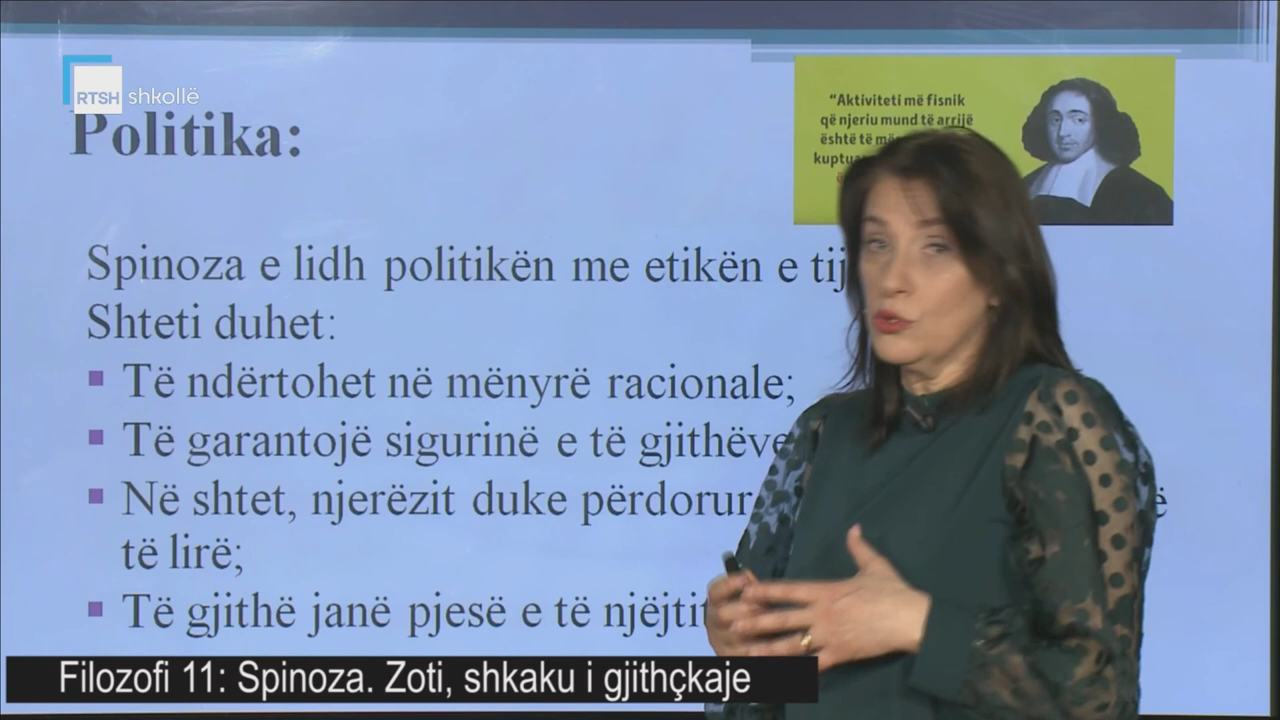 RTSH shkollë
Politika:
“Aktiviteti më fisnik
që njeriu mund të arrijë
është të
Spinoza e lidh politikën me etikën e tij
Shteti duhet:
Të ndërtohet në mënyrë racionale;
Të garantojë sigurinë e të gjithëve
Në shtet, njerëzit duke përdorur
të lirë;
Të gjithë janë pjesë e të
Filozofi 11: Spinoza. Zoti, shkaku i gjithçkaje